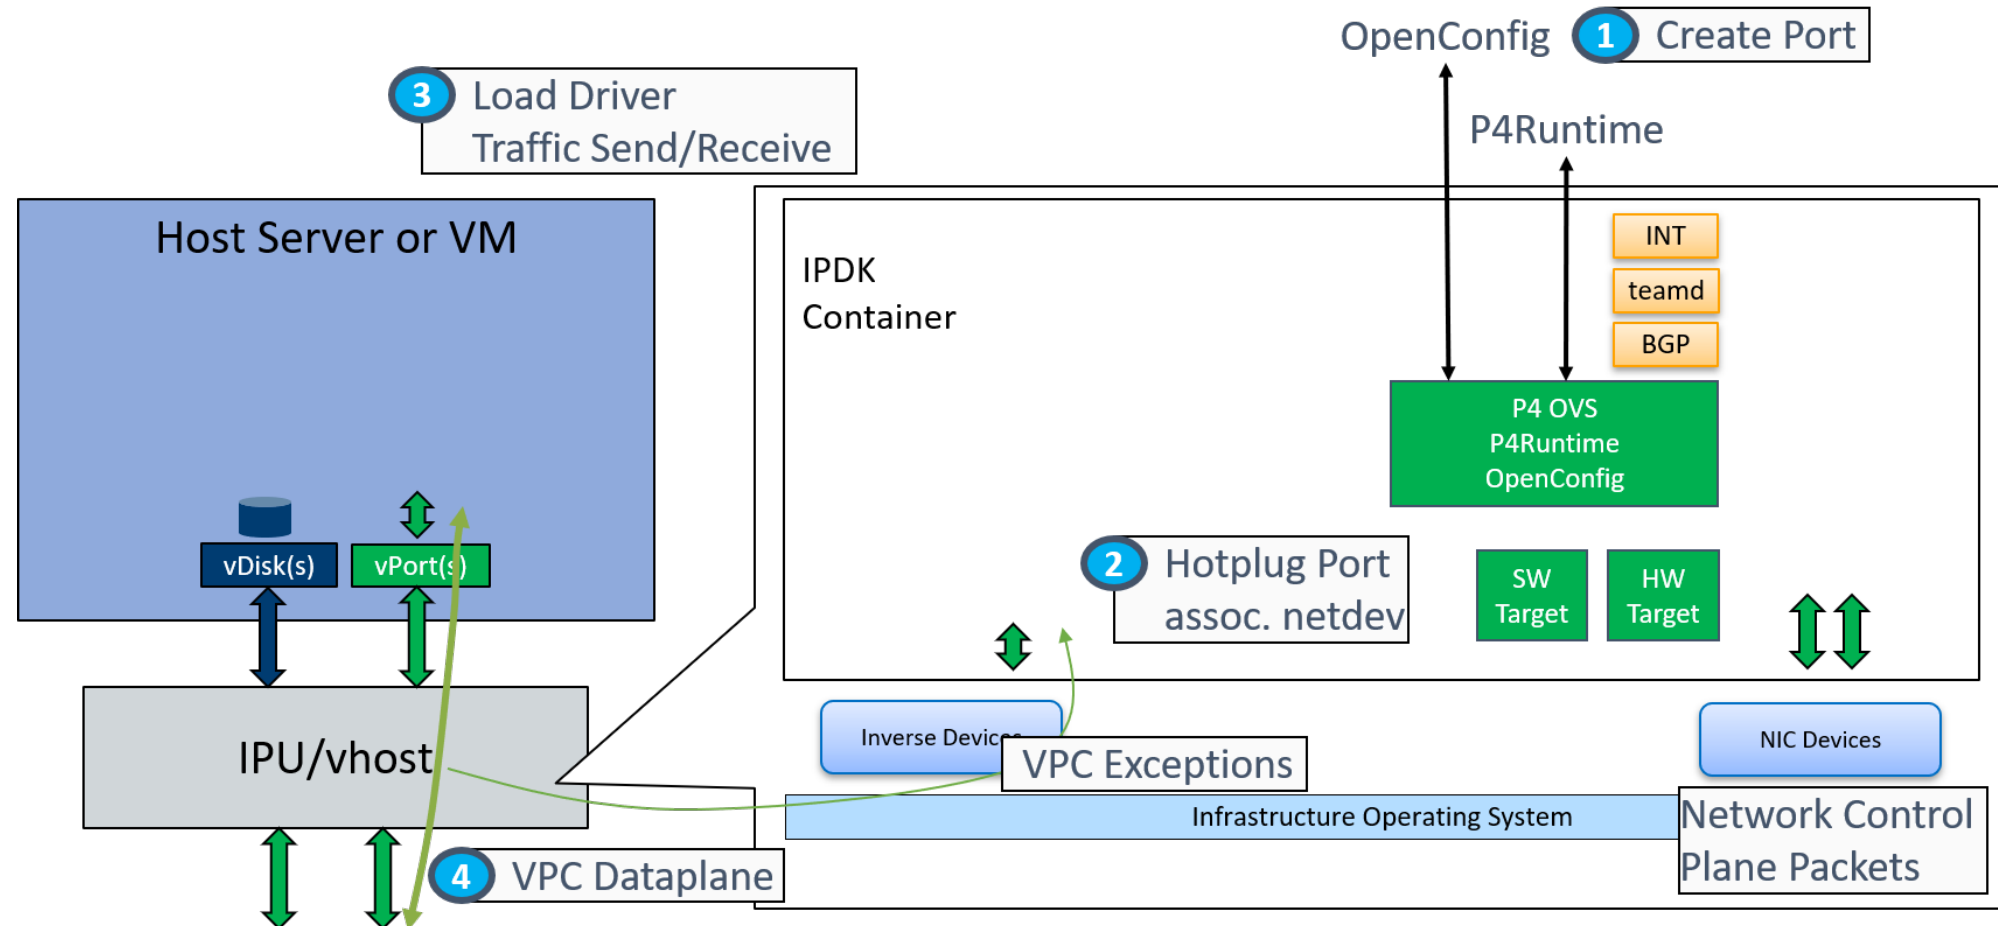 OpenConfig
1
Create Port
3
Load Driver
Traffic Send/Receive
P4Runtime
Host Server or VM
IPDK
Container
INT
teamd
BGP
P4 OVS
P4Runtime
OpenConfig
2
Hotplug Port
assoc. netdev
SW
Target
HW
Target
vDisk(s)
vPort(s)
IPU/vhost
Inverse Devices
VPC Exceptions
NIC Devices
Infrastructure Operating System
Network Control
Plane Packets
4
VPC Dataplane